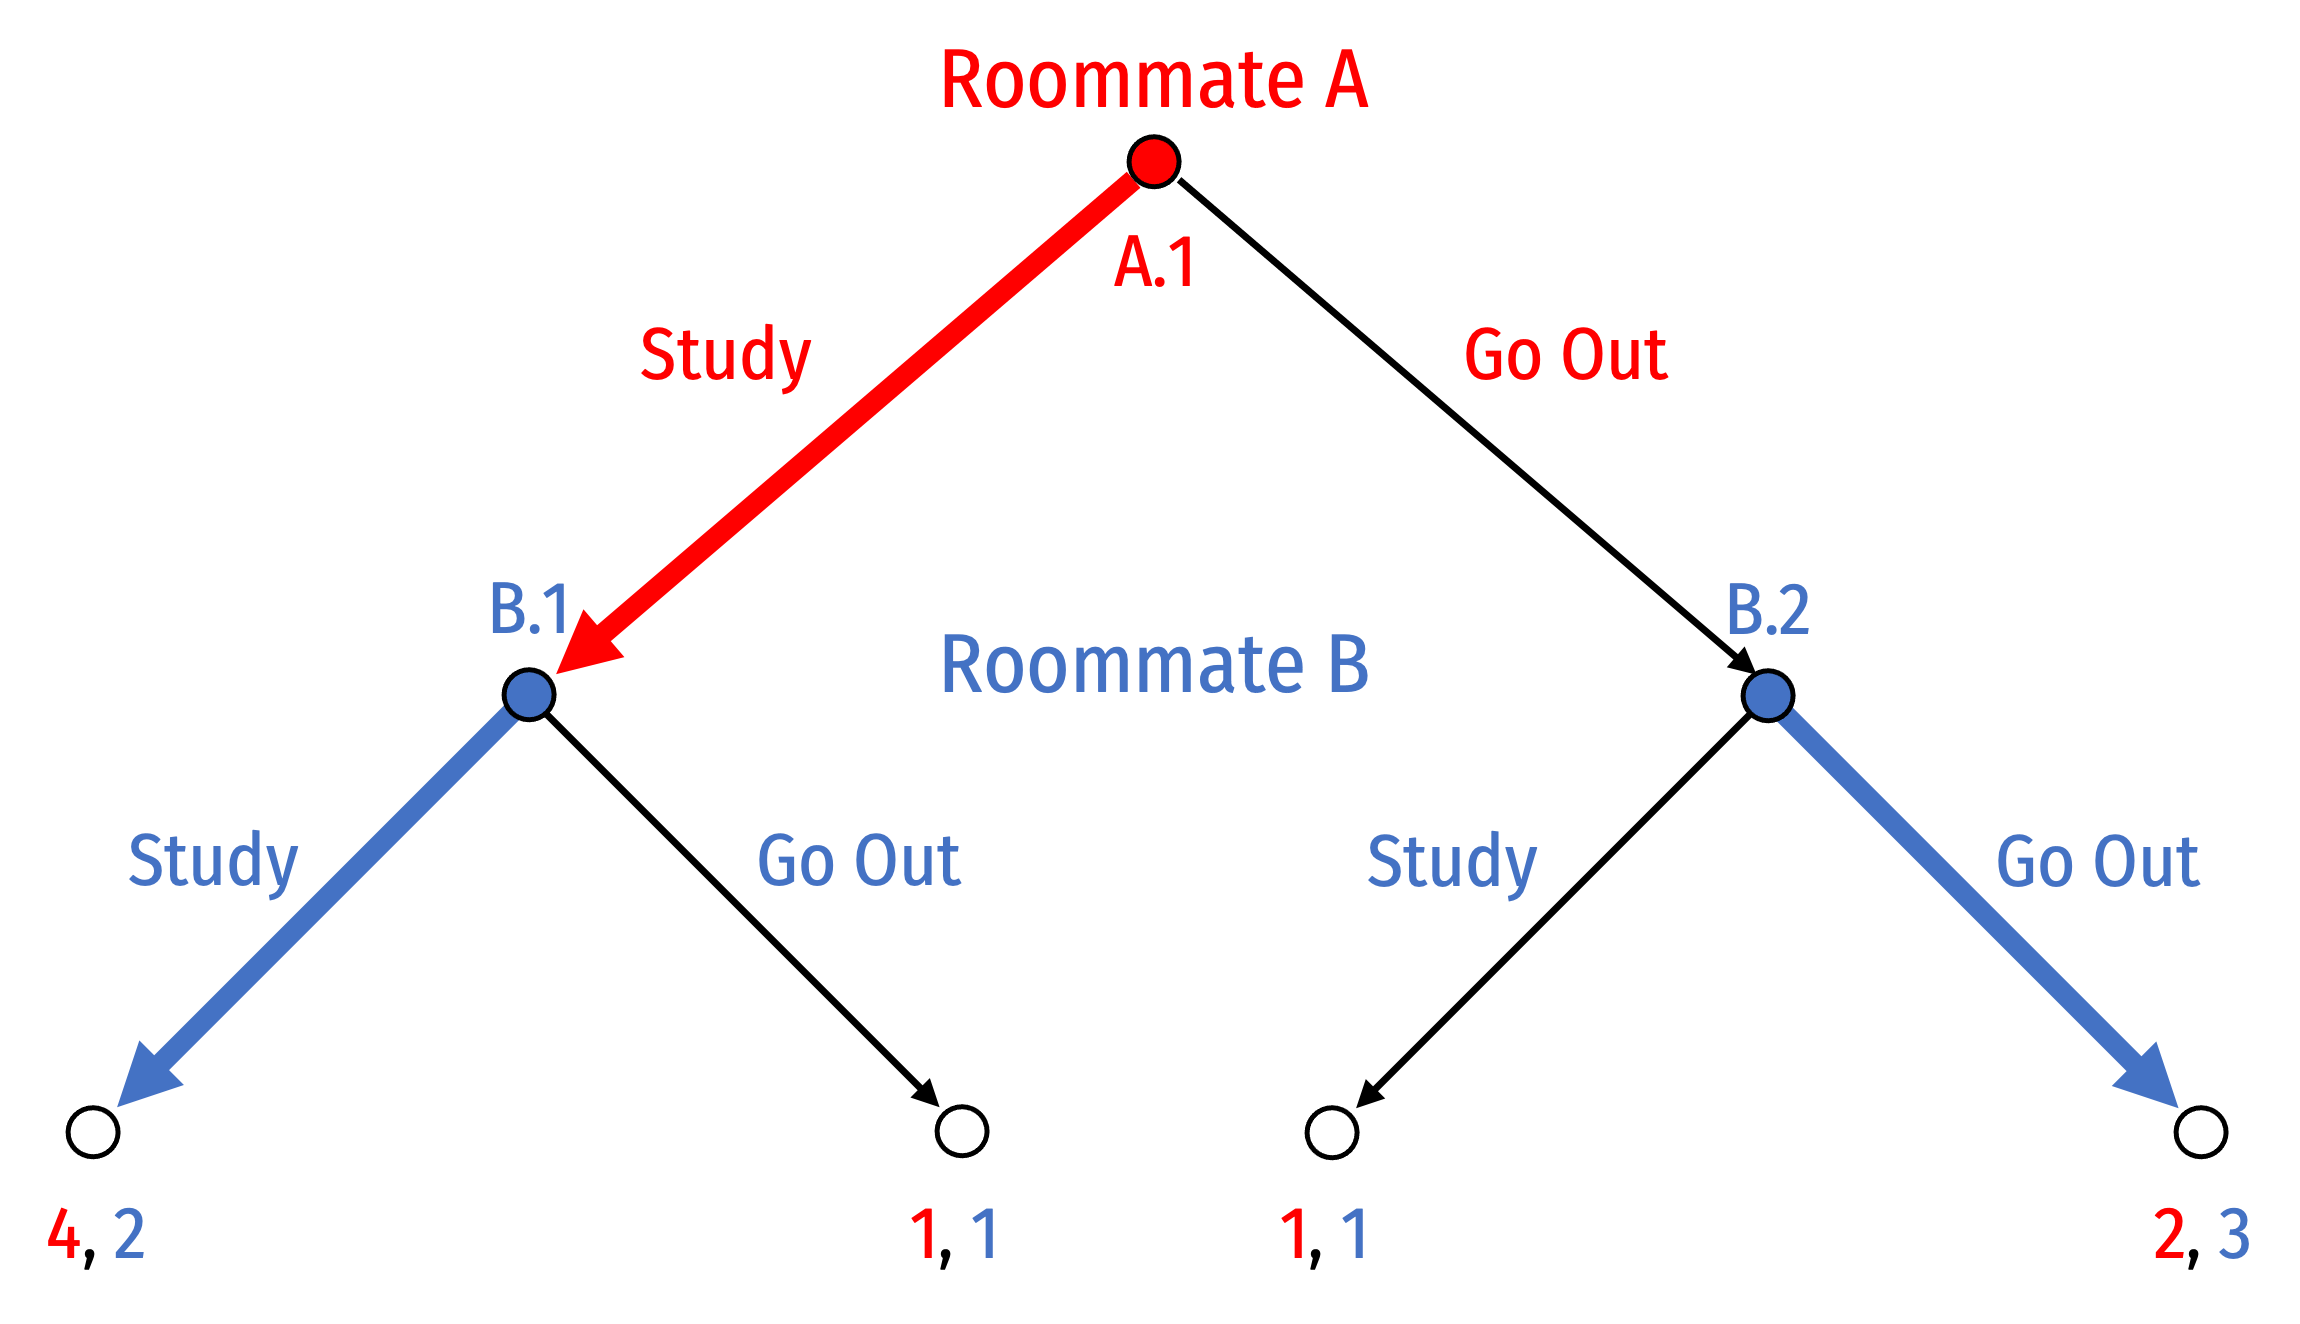 Roommate A
A.1
Study
Go Out
B.1
B.2
Roommate B
Study
Go Out
Study
Go Out
4, 2
1, 1
1, 1
2, 3